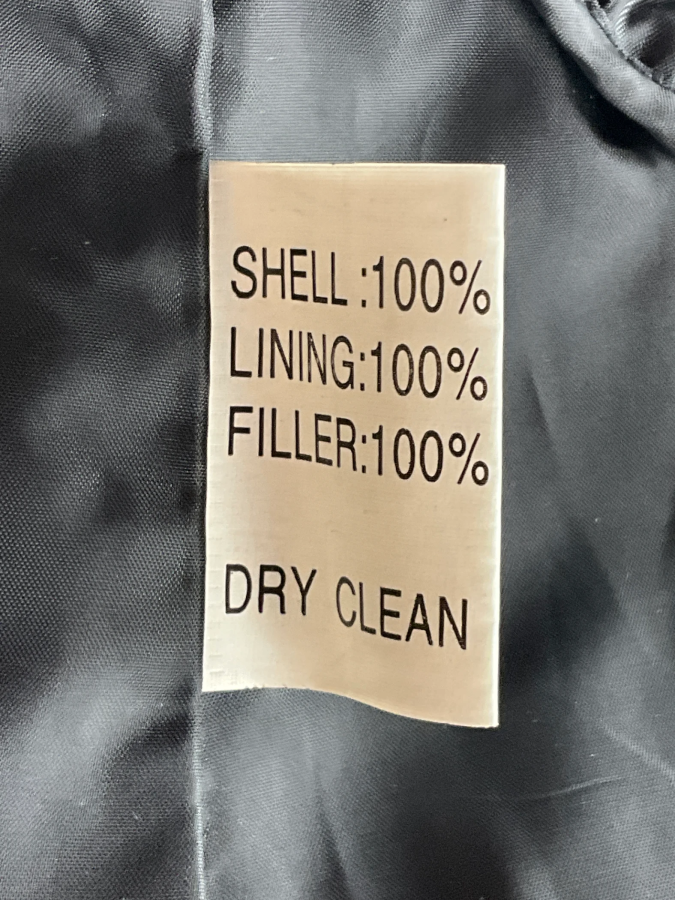 SHELL :100%
LINING:100%
FILLER:100%
DRY CLEAN